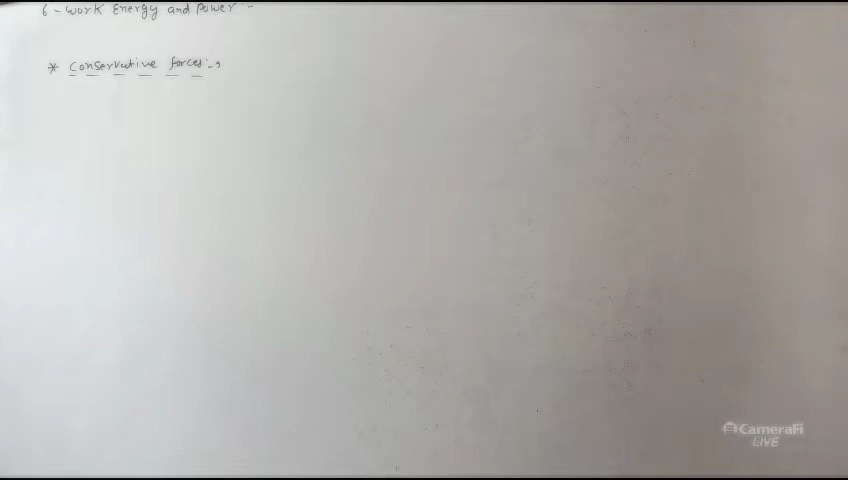 6 - Work Energy and Power :-
* Conservative forces :-
CameraFi
LIVE